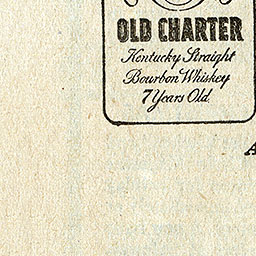 OLD CHARTER
Kentucky Straight
Bourbon Whiskey
7 Years Old.
A